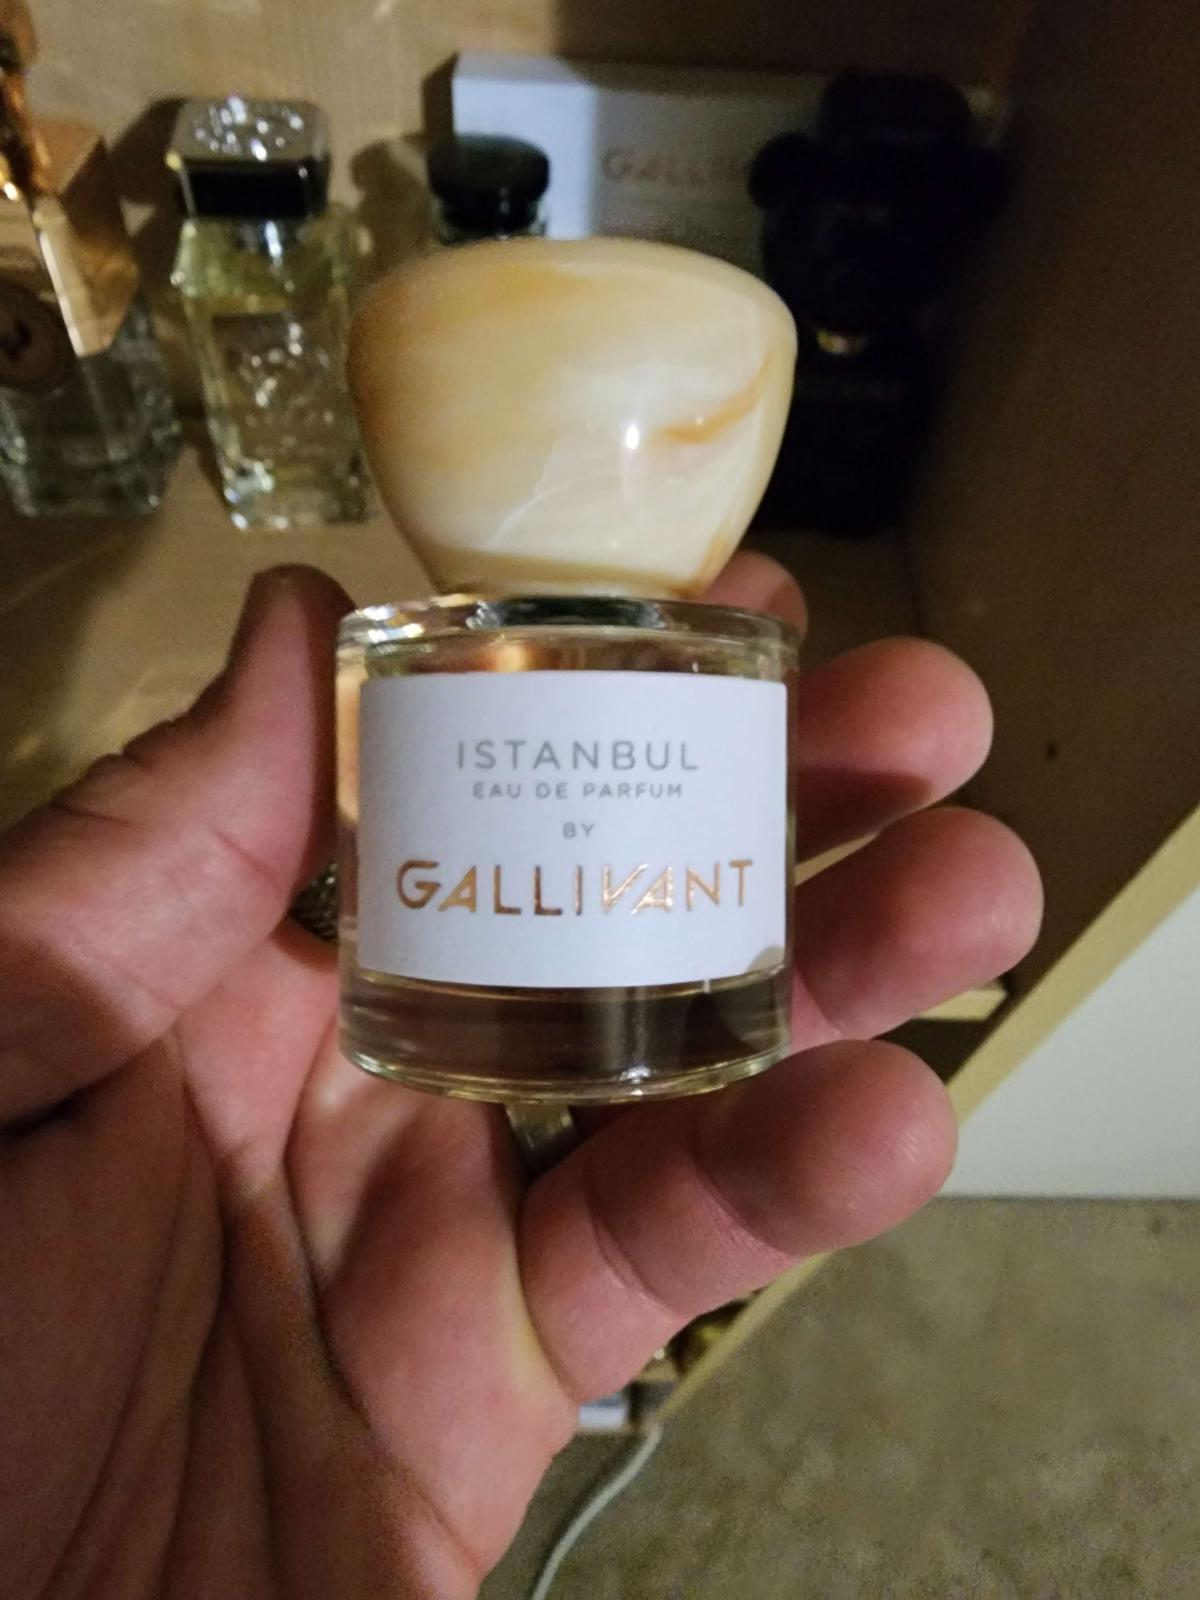 ISTANBUL
EAU DE PARFUM
BY
GALLIVANT